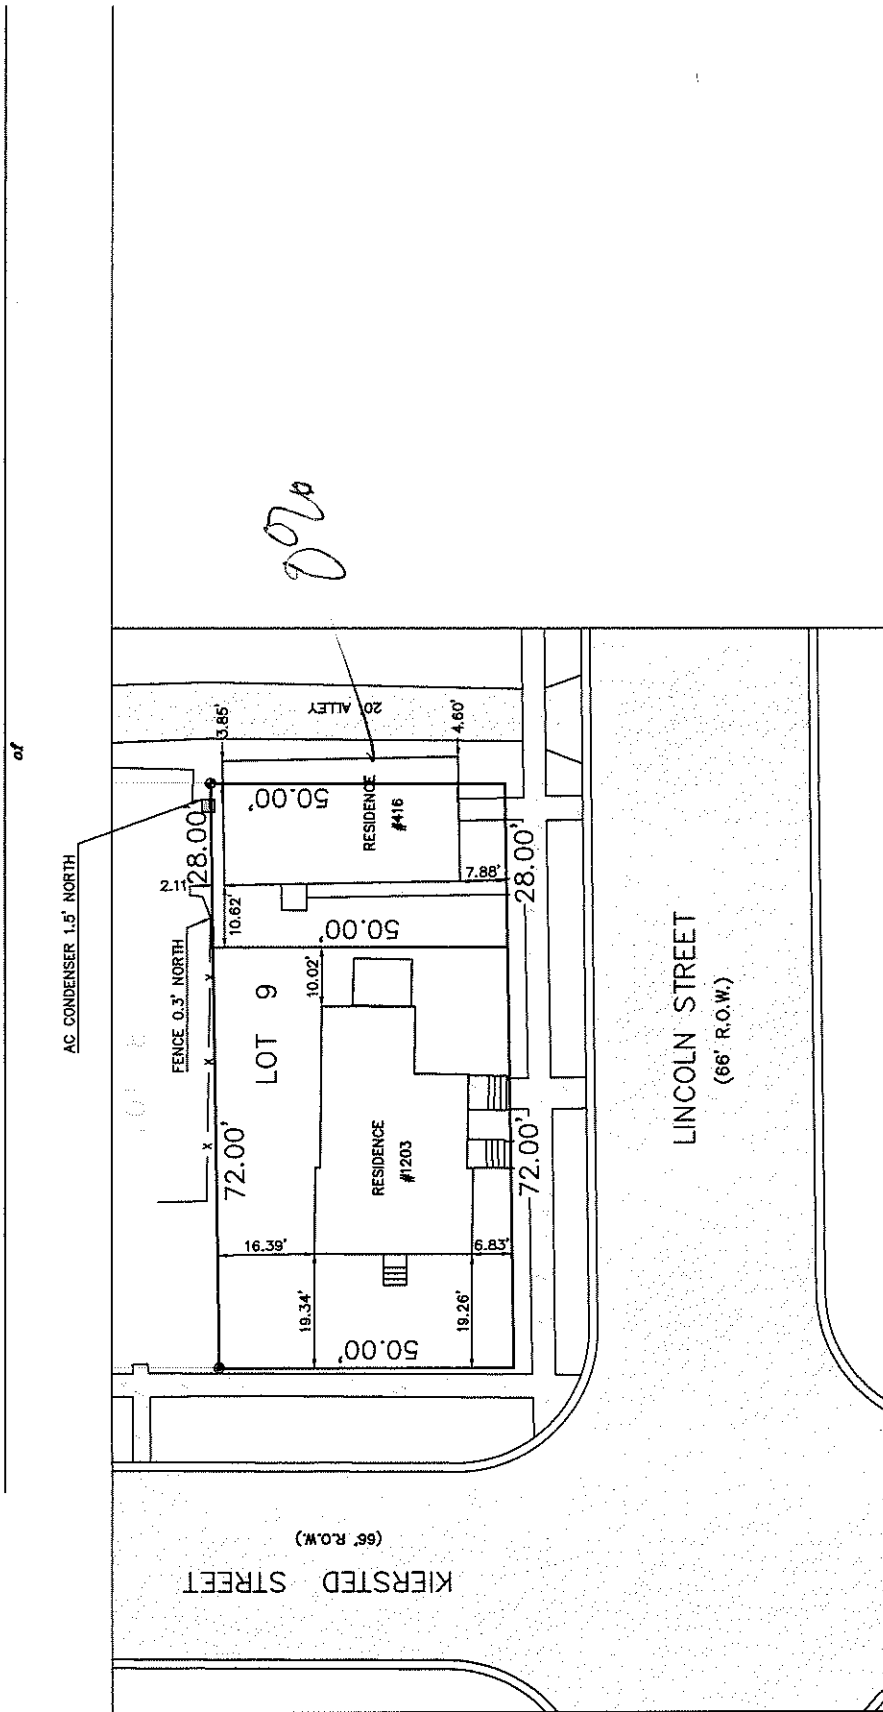 of
AC CONDENSER 1.5' NORTH
FENCE 0.3' NORTH
2.11'
28.00'
3.85'
20' ALLEY
50.00'
RESIDENCE
#416
4.60'
7.88'
28.00'
10.62'
50.00'
LOT 9
10.02'
72.00'
X
X
X
RESIDENCE
#1203
72.00'
16.39'
6.83'
19.34'
19.26'
50.00'
LINCOLN STREET
(66' R.O.W.)
KIERSTED STREET
(66' R.O.W.)